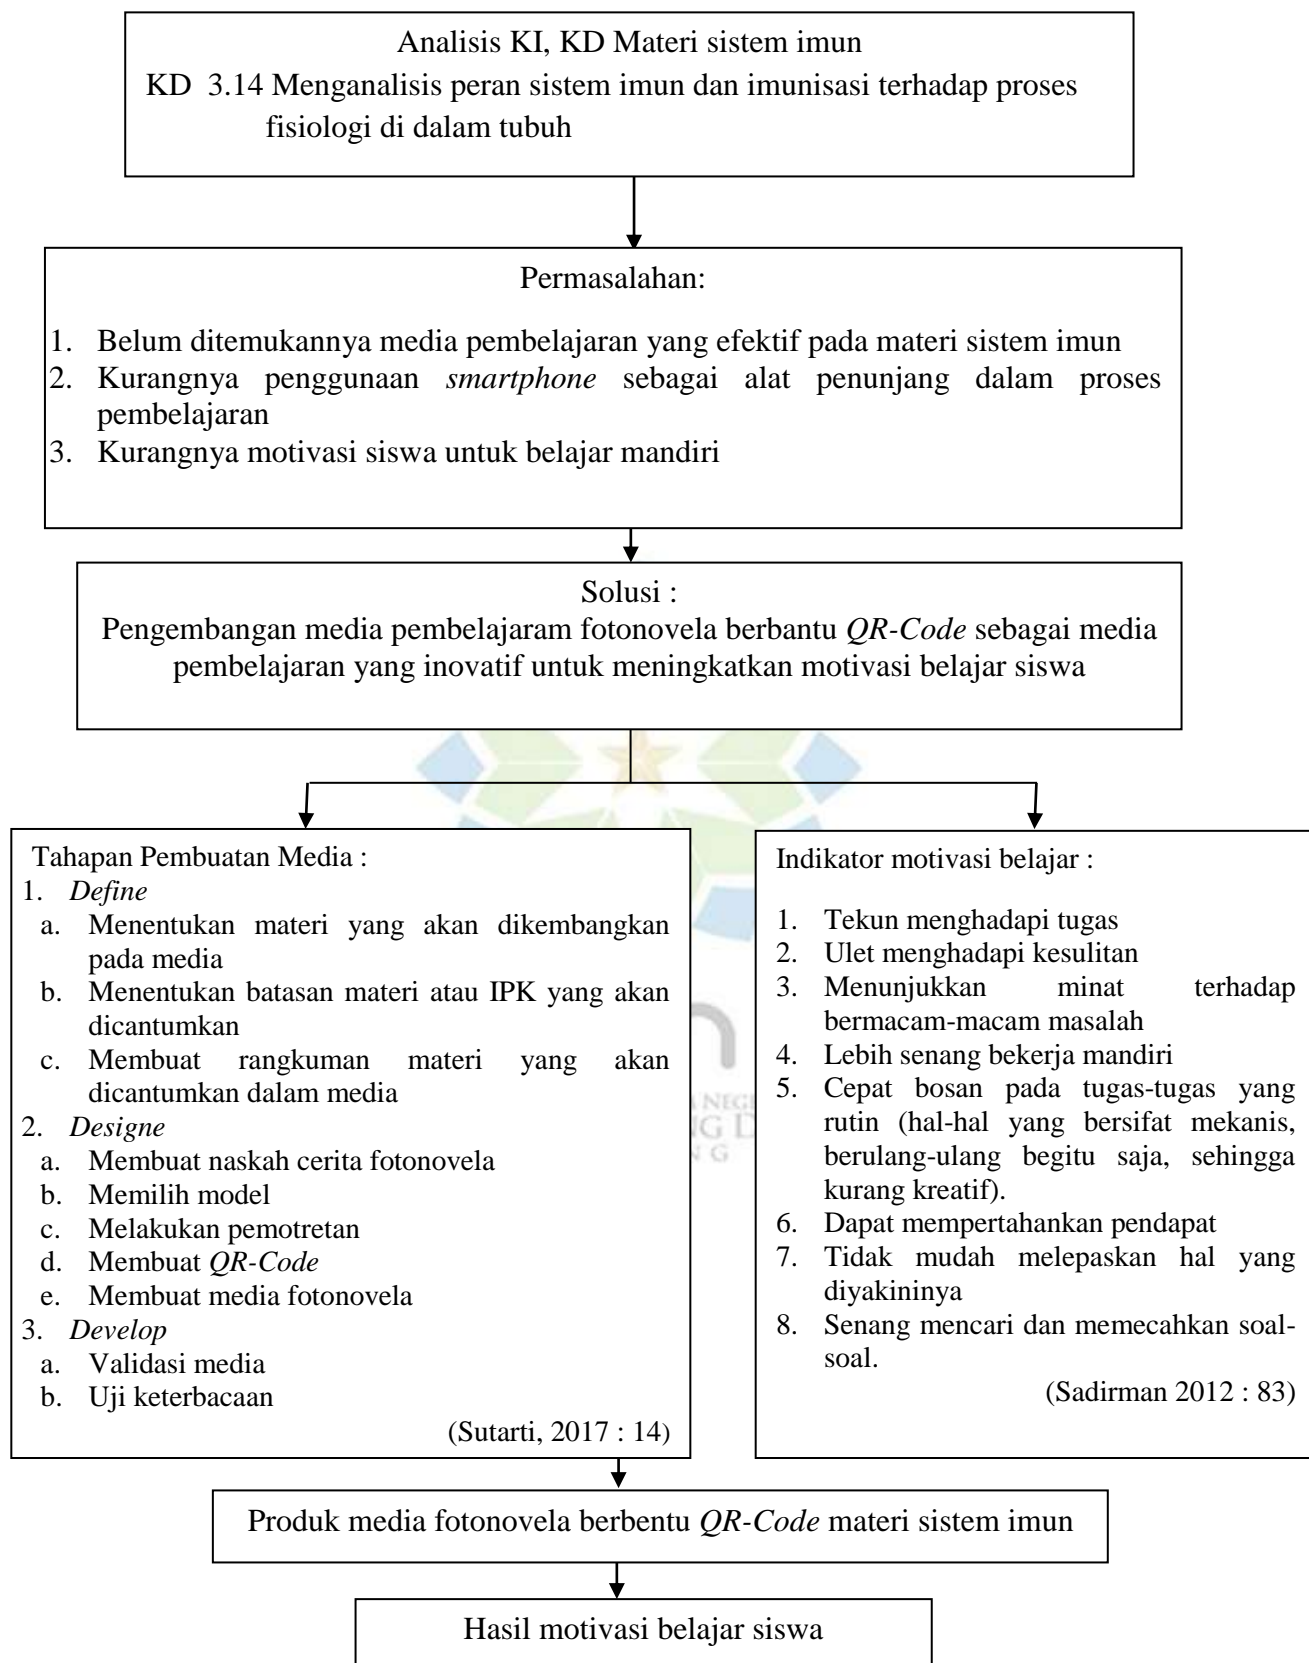 Analisis KI, KD Materi sistem imun
KD 3.14 Menganalisis peran sistem imun dan imunisasi terhadap proses
fisiologi di dalam tubuh
Permasalahan:
1. Belum ditemukannya media pembelajaran yang efektif pada materi sistem imun
2. Kurangnya penggunaan smartphone sebagai alat penunjang dalam proses
pembelajaran
3. Kurangnya motivasi siswa untuk belajar mandiri
Solusi :
Pengembangan media pembelajaram fotonovela berbantu QR-Code sebagai media
pembelajaran yang inovatif untuk meningkatkan motivasi belajar siswa
Tahapan Pembuatan Media :
1. Define
a. Menentukan materi yang akan dikembangkan
pada media
b. Menentukan batasan materi atau IPK yang akan
dicantumkan
c. Membuat rangkuman materi yang akan
dicantumkan dalam media
2. Designe
a. Membuat naskah cerita fotonovela
b. Memilih model
c. Melakukan pemotretan
d. Membuat QR-Code
e. Membuat media fotonovela
3. Develop
a. Validasi media
b. Uji keterbacaan
(Sutarti, 2017 : 14)
Indikator motivasi belajar :
1. Tekun menghadapi tugas
2. Ulet menghadapi kesulitan
3. Menunjukkan minat terhadap
bermacam-macam masalah
4. Lebih senang bekerja mandiri
5. Cepat bosan pada tugas-tugas yang
rutin (hal-hal yang bersifat mekanis,
berulang-ulang begitu saja, sehingga
kurang kreatif).
6. Dapat mempertahankan pendapat
7. Tidak mudah melepaskan hal yang
diyakininya
8. Senang mencari dan memecahkan soal-
soal.
(Sadirman 2012 : 83)
Produk media fotonovela berbentu QR-Code materi sistem imun
Hasil motivasi belajar siswa